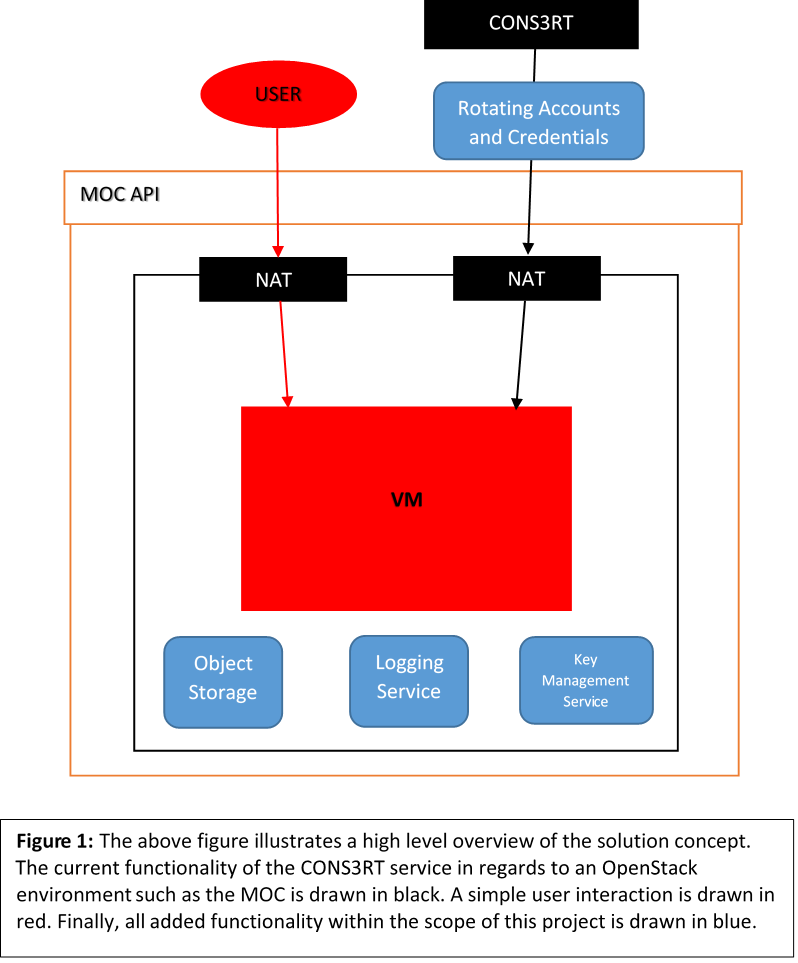 CONS3RT
USER
Rotating Accounts
and Credentials
MOC API
NAT
NAT
VM
Object
Storage
Logging
Service
Key
Management
Service
Figure 1: The above figure illustrates a high level overview of the solution concept.
The current functionality of the CONS3RT service in regards to an OpenStack
environment such as the MOC is drawn in black. A simple user interaction is drawn in
red. Finally, all added functionality within the scope of this project is drawn in blue.